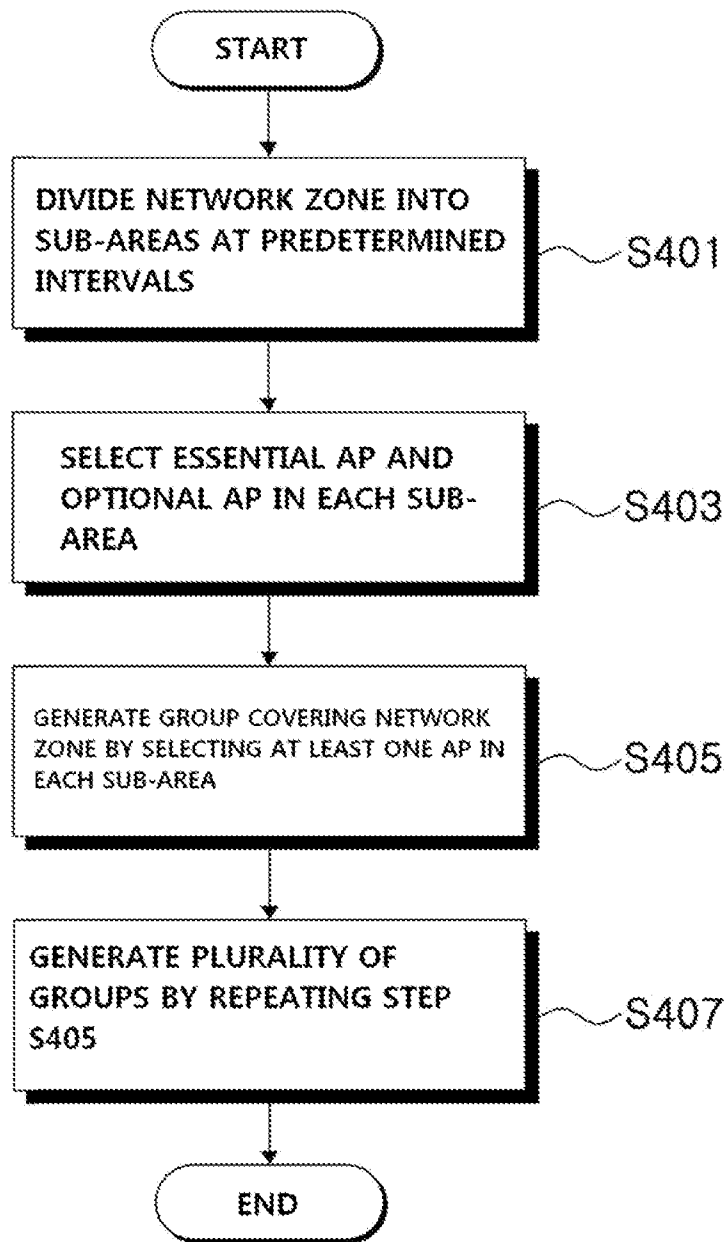 START
DIVIDE NETWORK ZONE INTO
SUB-AREAS AT PREDETERMINED
INTERVALS
S401
SELECT ESSENTIAL AP AND
OPTIONAL AP IN EACH SUB-
AREA
S403
GENERATE GROUP COVERING NETWORK
ZONE BY SELECTING AT LEAST ONE AP IN
EACH SUB-AREA
S405
GENERATE PLURALITY OF
GROUPS BY REPEATING STEP
S405
S407
END